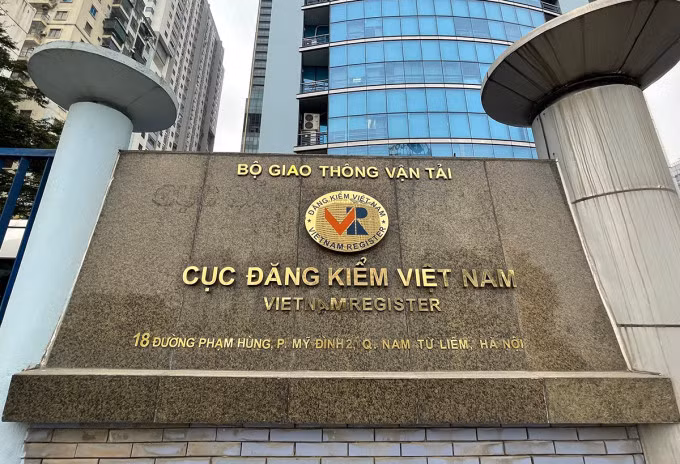 BỘ GIAO THÔNG VẬN TẢI
ĐĂNG KIỂM VIỆT NAM
VR
VIETNAM REGISTER
CỤC ĐĂNG KIỂM VIỆT NAM
VIETNAM REGISTER
18 ĐƯỜNG PHẠM HÙNG, P. MỸ ĐÌNH 2, Q. NAM TỪ LIÊM, HÀ NỘI